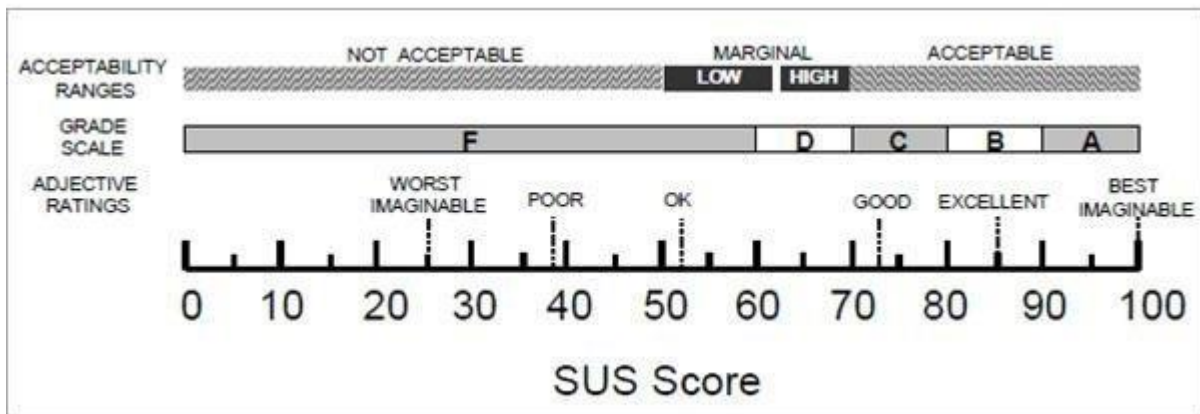 NOT ACCEPTABLE MARGINAL ACCEPTABLE
ACCEPTABILITY RANGES LOW HIGH
GRADE SCALE F D C B A
ADJECTIVE RATINGS WORST IMAGINABLE POOR OK GOOD EXCELLENT BEST IMAGINABLE
0 10 20 30 40 50 60 70 80 90 100
SUS Score